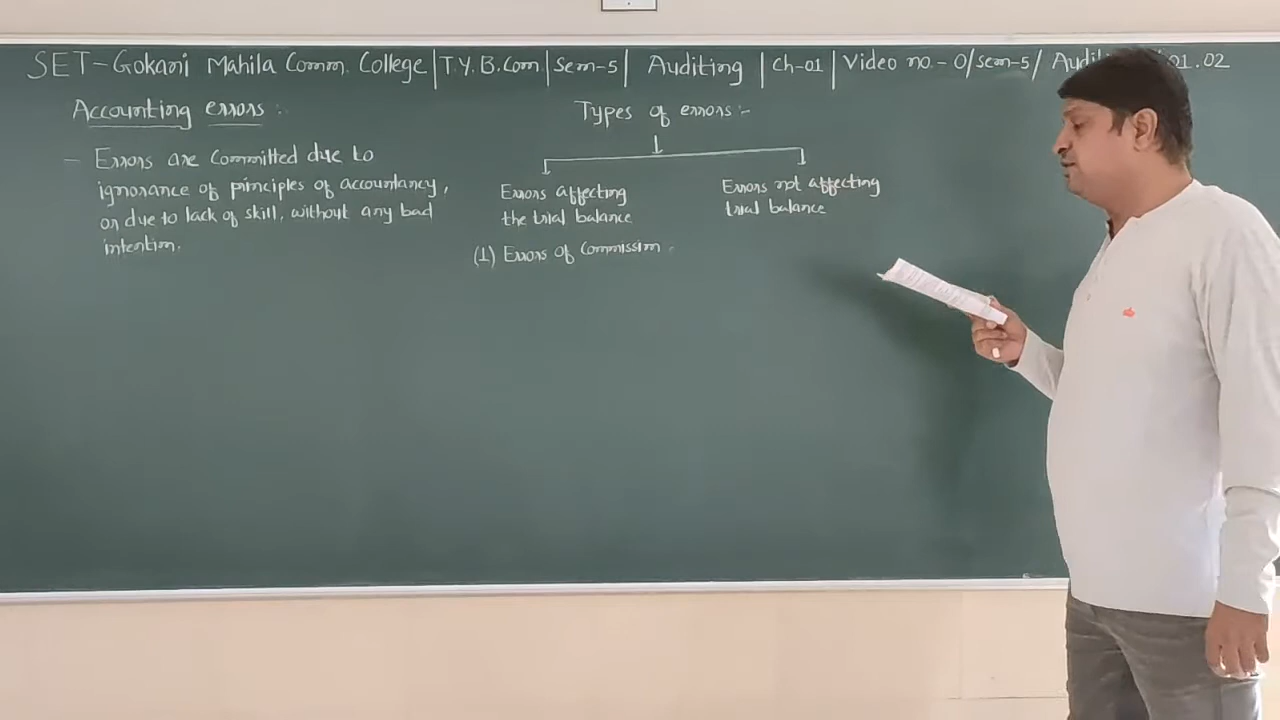 SET-Gokani Mahila Comm. College | T.Y.B.Com | Sem-5 | Auditing | Ch-01 | Video no - 0/sem-5/ 01.02
Accounting errors :
- Errors are committed due to
ignorance of principles of accountancy,
or due to lack of skill, without any bad
intention.
Types of errors :-
Errors affecting
the trial balance
(1) Errors of commission.
Errors not affecting
trial balance